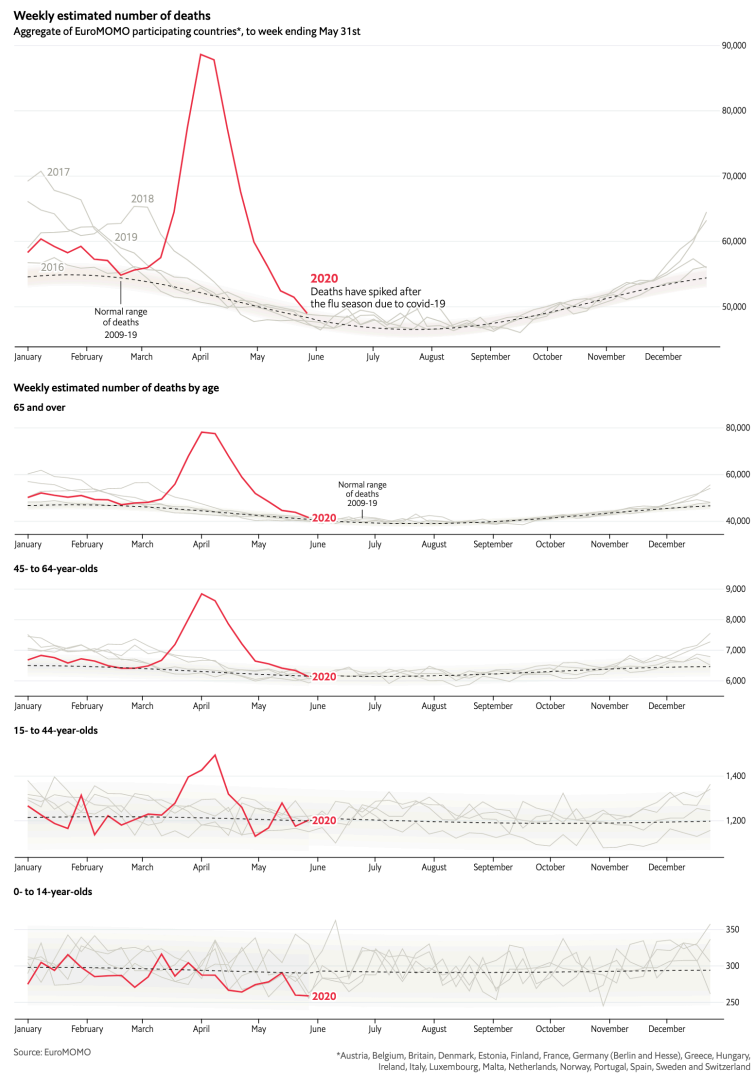 Weekly estimated number of deaths
Aggregate of EuroMOMO participating countries*, to week ending May 31st
90,000
80,000
2017
70,000
2018
2019
60,000
2016
2020
Deaths have spiked after
the flu season due to covid-19
Normal range
of deaths
2009-19
50,000
January February March April May June July August September October November December
Weekly estimated number of deaths by age
65 and over
80,000
60,000
Normal range
of deaths
2009-19
2020
40,000
January February March April May June July August September October November December
45- to 64-year-olds
9,000
8,000
7,000
2020
6,000
January February March April May June July August September October November December
15- to 44-year-olds
1,400
2020
1,200
January February March April May June July August September October November December
0- to 14-year-olds
350
300
2020
250
January February March April May June July August September October November December
Source: EuroMOMO
*Austria, Belgium, Britain, Denmark, Estonia, Finland, France, Germany (Berlin and Hesse), Greece, Hungary,
Ireland, Italy, Luxembourg, Malta, Netherlands, Norway, Portugal, Spain, Sweden and Switzerland